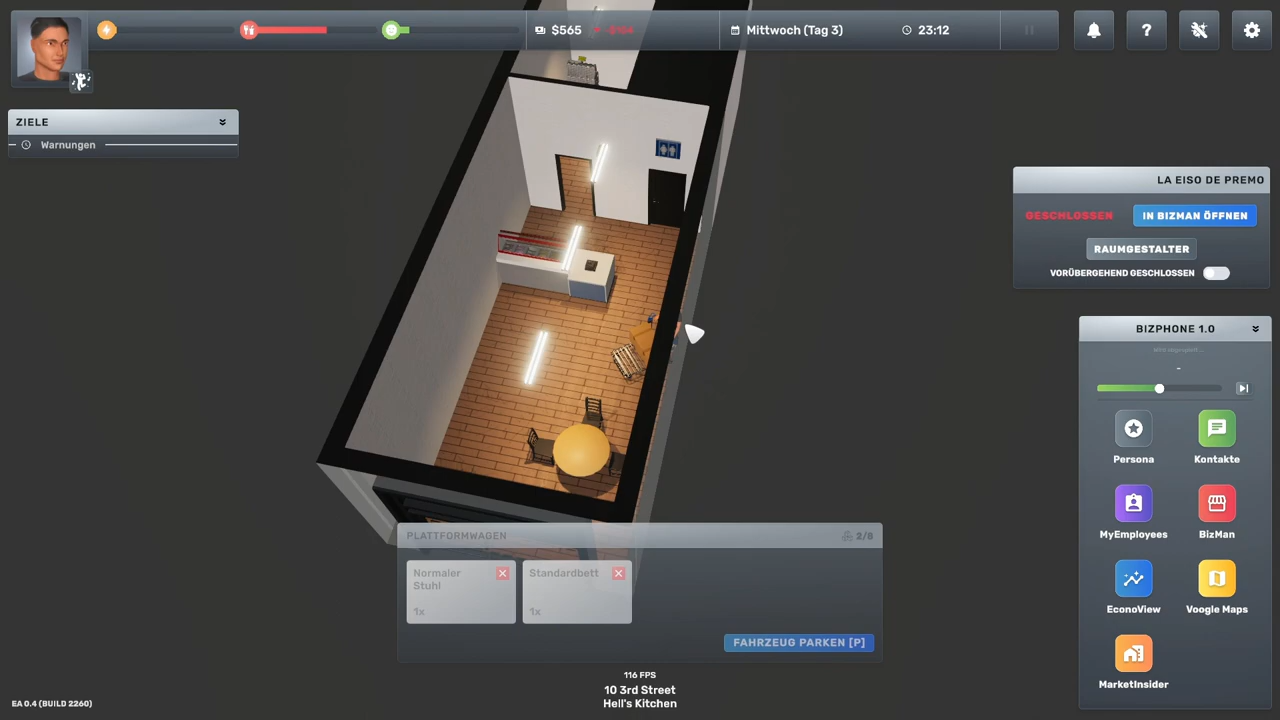 $565
Mittwoch (Tag 3)
23:12
?
ZIELE
Warnungen
LA EISO DE PREMO
GESCHLOSSEN
IN BIZMAN ÖFFNEN
RAUMGESTALTER
VORÜBERGEHEND GESCHLOSSEN
BIZPHONE 1.0
-
Persona
Kontakte
MyEmployees
BizMan
EconoView
Voogle Maps
MarketInsider
PLATTFORMWAGEN
2/8
Normaler
Stuhl
1x
Standardbett
1x
FAHRZEUG PARKEN [P]
116 FPS
10 3rd Street
Hell's Kitchen
EA 0.4 (BUILD 2260)